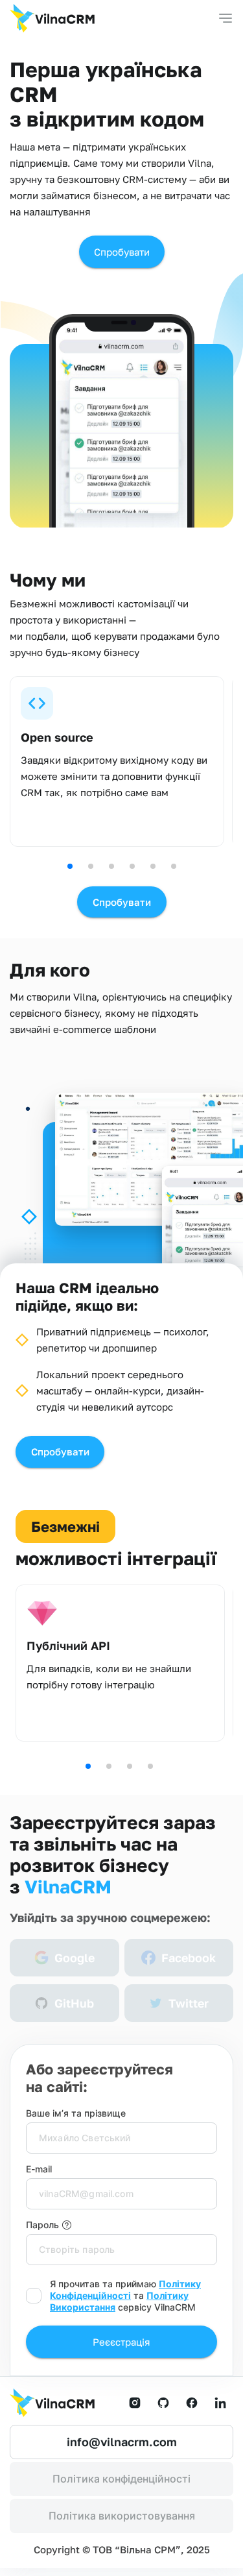 VilnaCRM
Перша українська
CRM
з відкритим кодом
Наша мета — підтримати українських
підприємців. Саме тому ми створили Vilna,
зручну та безкоштовну CRM-систему — аби ви
могли займатися бізнесом, а не витрачати час
на налаштування
Спробувати
9:41
vilnacrm.com
VilnaCRM
Завдання
Підготувати бриф для
замовника @zakazchik
Дедлайн 12.09 15:00
Підготувати бриф для
замовника @zakazchik
Дедлайн 12.09 15:00
Підготувати бриф для
замовника @zakazchik
Дедлайн 12.09 15:00
Підготувати бриф для
Чому ми
Безмежні можливості кастомізації чи
простота у використанні —
ми подбали, щоб керувати продажами було
зручно будь-якому бізнесу
Open source
Завдяки відкритому вихідному коду ви
можете змінити та доповнити функції
CRM так, як потрібно саме вам
Спробувати
Для кого
Ми створили Vilna, орієнтуючись на специфіку
сервісного бізнесу, якому не підходять
звичайні e-commerce шаблони
VilnaCRM
9:41
vilnacrm.com
VilnaCRM
Завдання
Наша CRM ідеально
підійде, якщо ви:
Приватний підприємець — психолог,
репетитор чи дропшипер
Локальний проект середнього
масштабу — онлайн-курси, дизайн-
студія чи невеликий аутсорс
Спробувати
Безмежні
можливості інтеграції
Публічний API
Для випадків, коли ви не знайшли
потрібну готову інтеграцію
Зареєструйтеся зараз
та звільніть час на
розвиток бізнесу
з VilnaCRM
Увійдіть за зручною соцмережею:
Google
Facebook
GitHub
Twitter
Або зареєструйтеся
на сайті:
Ваше ім'я та прізвище
Михайло Светський
E-mail
vilnaCRM@gmail.com
Пароль
Створіть пароль
Я прочитав та приймаю Політику
Конфіденційності та Політику
Використання сервісу VilnaCRM
Реєєстрація
VilnaCRM
info@vilnacrm.com
Політика конфіденційності
Політика використовування
Copyright © ТОВ “Вільна СРМ”, 2025